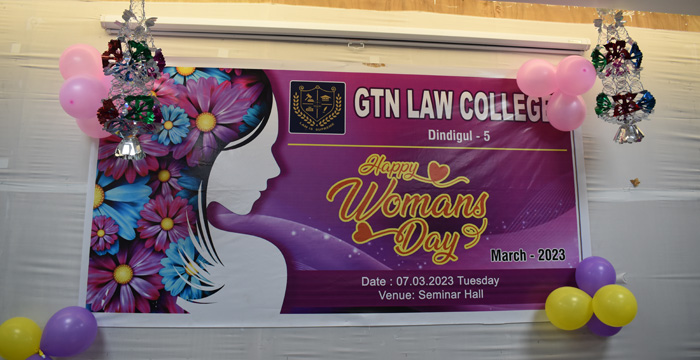 GTN LAW COLLEGE
Dindigul - 5
Happy
Womans
Day
March - 2023
Date : 07.03.2023 Tuesday
Venue: Seminar Hall